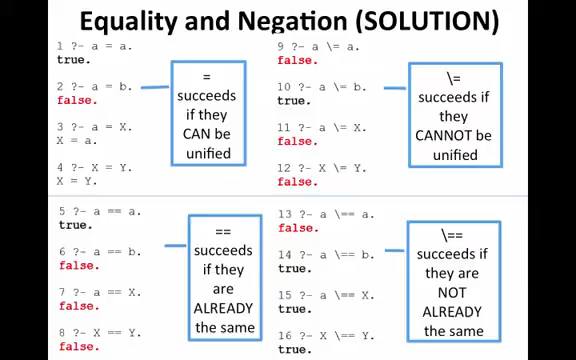 Equality and Negation (SOLUTION)
1 ?- a = a.
true.
2 ?- a = b.
false.
3 ?- a = X.
X = a.
4 ?- X = Y.
X = Y.
=
succeeds
if they
CAN be
unified
9 ?- a \= a.
false.
10 ?- a \= b.
true.
11 ?- a \= X.
false.
12 ?- X \= Y.
false.
\=
succeeds if
they
CANNOT be
unified
5 ?- a == a.
true.
6 ?- a == b.
false.
7 ?- a == X.
false.
8 ?- X == Y.
false.
==
succeeds
if they
are
ALREADY
the same
13 ?- a \== a.
false.
14 ?- a \== b.
true.
15 ?- a \== X.
true.
16 ?- X \== Y.
true.
\==
succeeds if
they are
NOT
ALREADY
the same